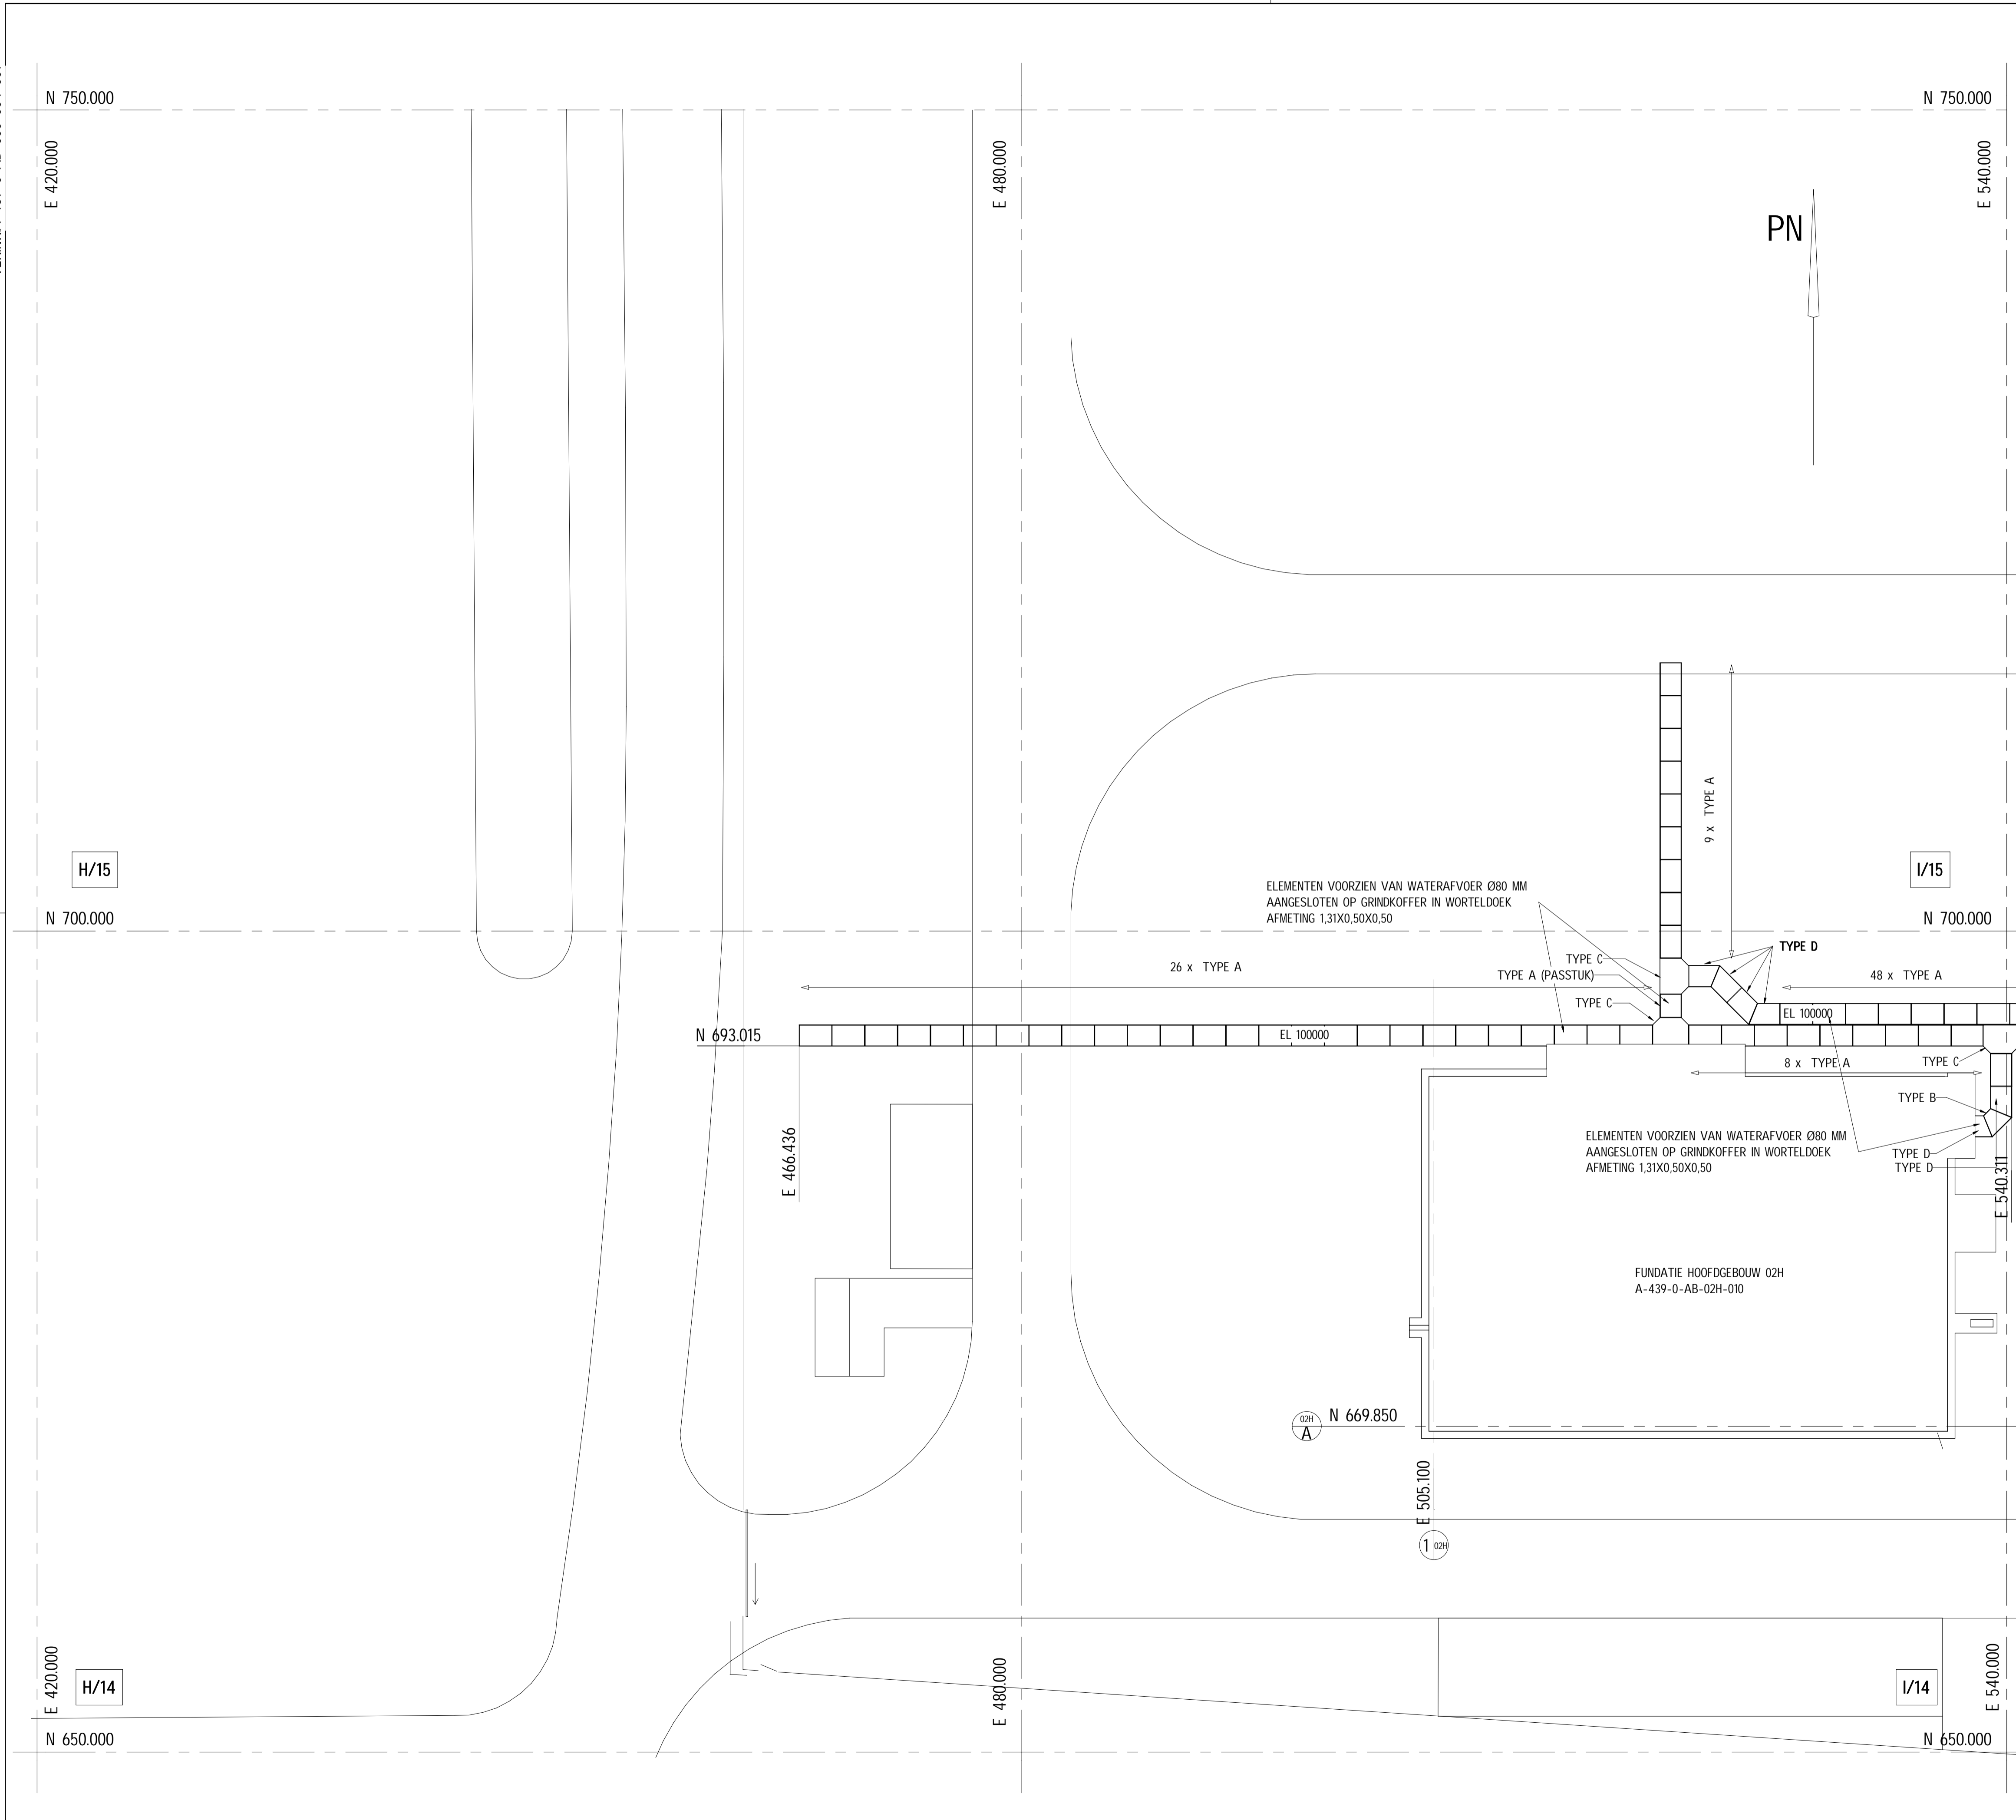 N 750.000
N 750.000
E 420.000
E 480.000
E 540.000
PN
9 x TYPE A
H/15
I/15
ELEMENTEN VOORZIEN VAN WATERAFVOER Ø80 MM
AANGESLOTEN OP GRINDKOFFER IN WORTELDOEK
AFMETING 1,31X0,50X0,50
N 700.000
N 700.000
TYPE D
TYPE C
26 x TYPE A
TYPE A (PASSTUK)
48 x TYPE A
TYPE C
EL 100000
N 693.015
EL 100000
8 x TYPE A
TYPE C
TYPE B
E 466.436
ELEMENTEN VOORZIEN VAN WATERAFVOER Ø80 MM
AANGESLOTEN OP GRINDKOFFER IN WORTELDOEK
AFMETING 1,31X0,50X0,50
TYPE D
TYPE D
E 540.311
FUNDATIE HOOFDGEBOUW 02H
A-439-0-AB-02H-010
02H
A
N 669.850
E 505.100
1 02H
E 420.000
H/14
E 480.000
I/14
E 540.000
N 650.000
N 650.000